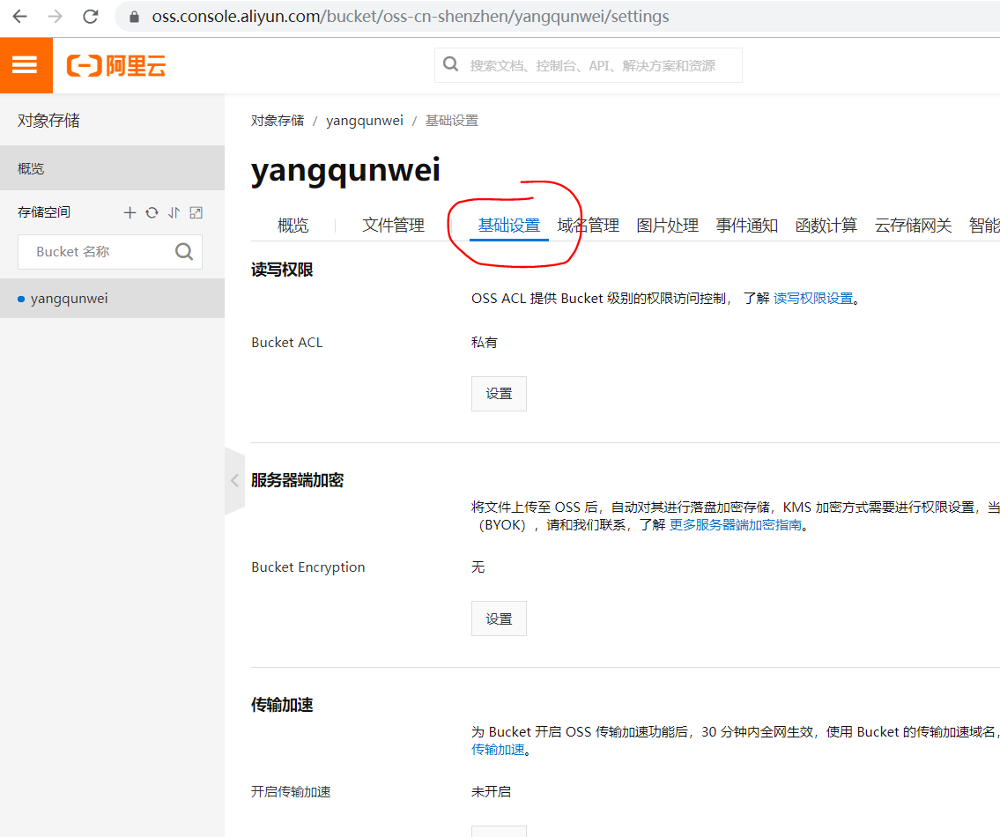 oss.console.aliyun.com/bucket/oss-cn-shenzhen/yangqunwei/settings
阿里云
搜索文档、控制台、API、解决方案和资源
对象存储
对象存储 / yangqunwei / 基础设置
概览
yangqunwei
存储空间
概览 文件管理 基础设置 域名管理 图片处理 事件通知 函数计算 云存储网关 智能
Bucket 名称
读写权限
yangqunwei
OSS ACL 提供 Bucket 级别的权限访问控制， 了解 读写权限设置。
Bucket ACL 私有
设置
服务器端加密
将文件上传至 OSS 后，自动对其进行落盘加密存储，KMS 加密方式需要进行权限设置，当
（BYOK），请和我们联系，了解 更多服务器端加密指南。
Bucket Encryption 无
设置
传输加速
为 Bucket 开启 OSS 传输加速功能后，30 分钟内全网生效，使用 Bucket 的传输加速域名，
传输加速。
开启传输加速 未开启